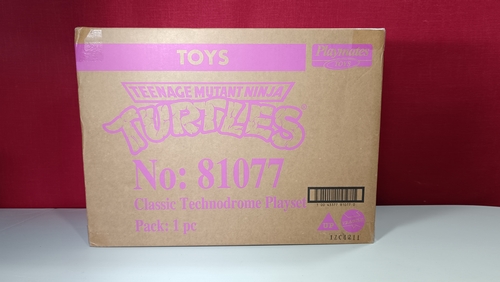 TOYS
Playmates
TEENAGE MUTANT NINJA
TURTLES
No: 81077
Classic Technodrome Playset
Pack: 1 pc